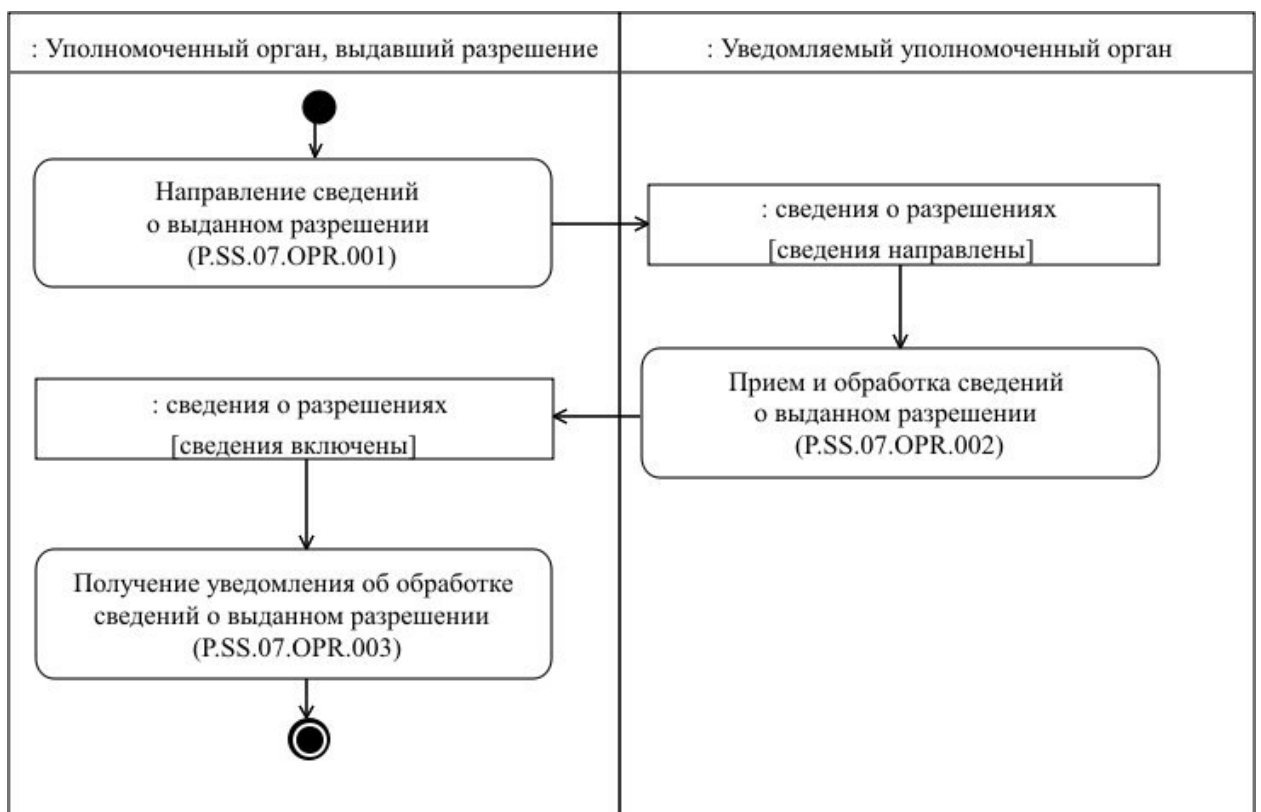 : Уполномоченный орган, выдавший разрешение
: Уведомляемый уполномоченный орган
Направление сведений
о выданном разрешении
(P.SS.07.OPR.001)
: сведения о разрешениях
[сведения направлены]
Прием и обработка сведений
о выданном разрешении
(P.SS.07.OPR.002)
: сведения о разрешениях
[сведения включены]
Получение уведомления об обработке
сведений о выданном разрешении
(P.SS.07.OPR.003)